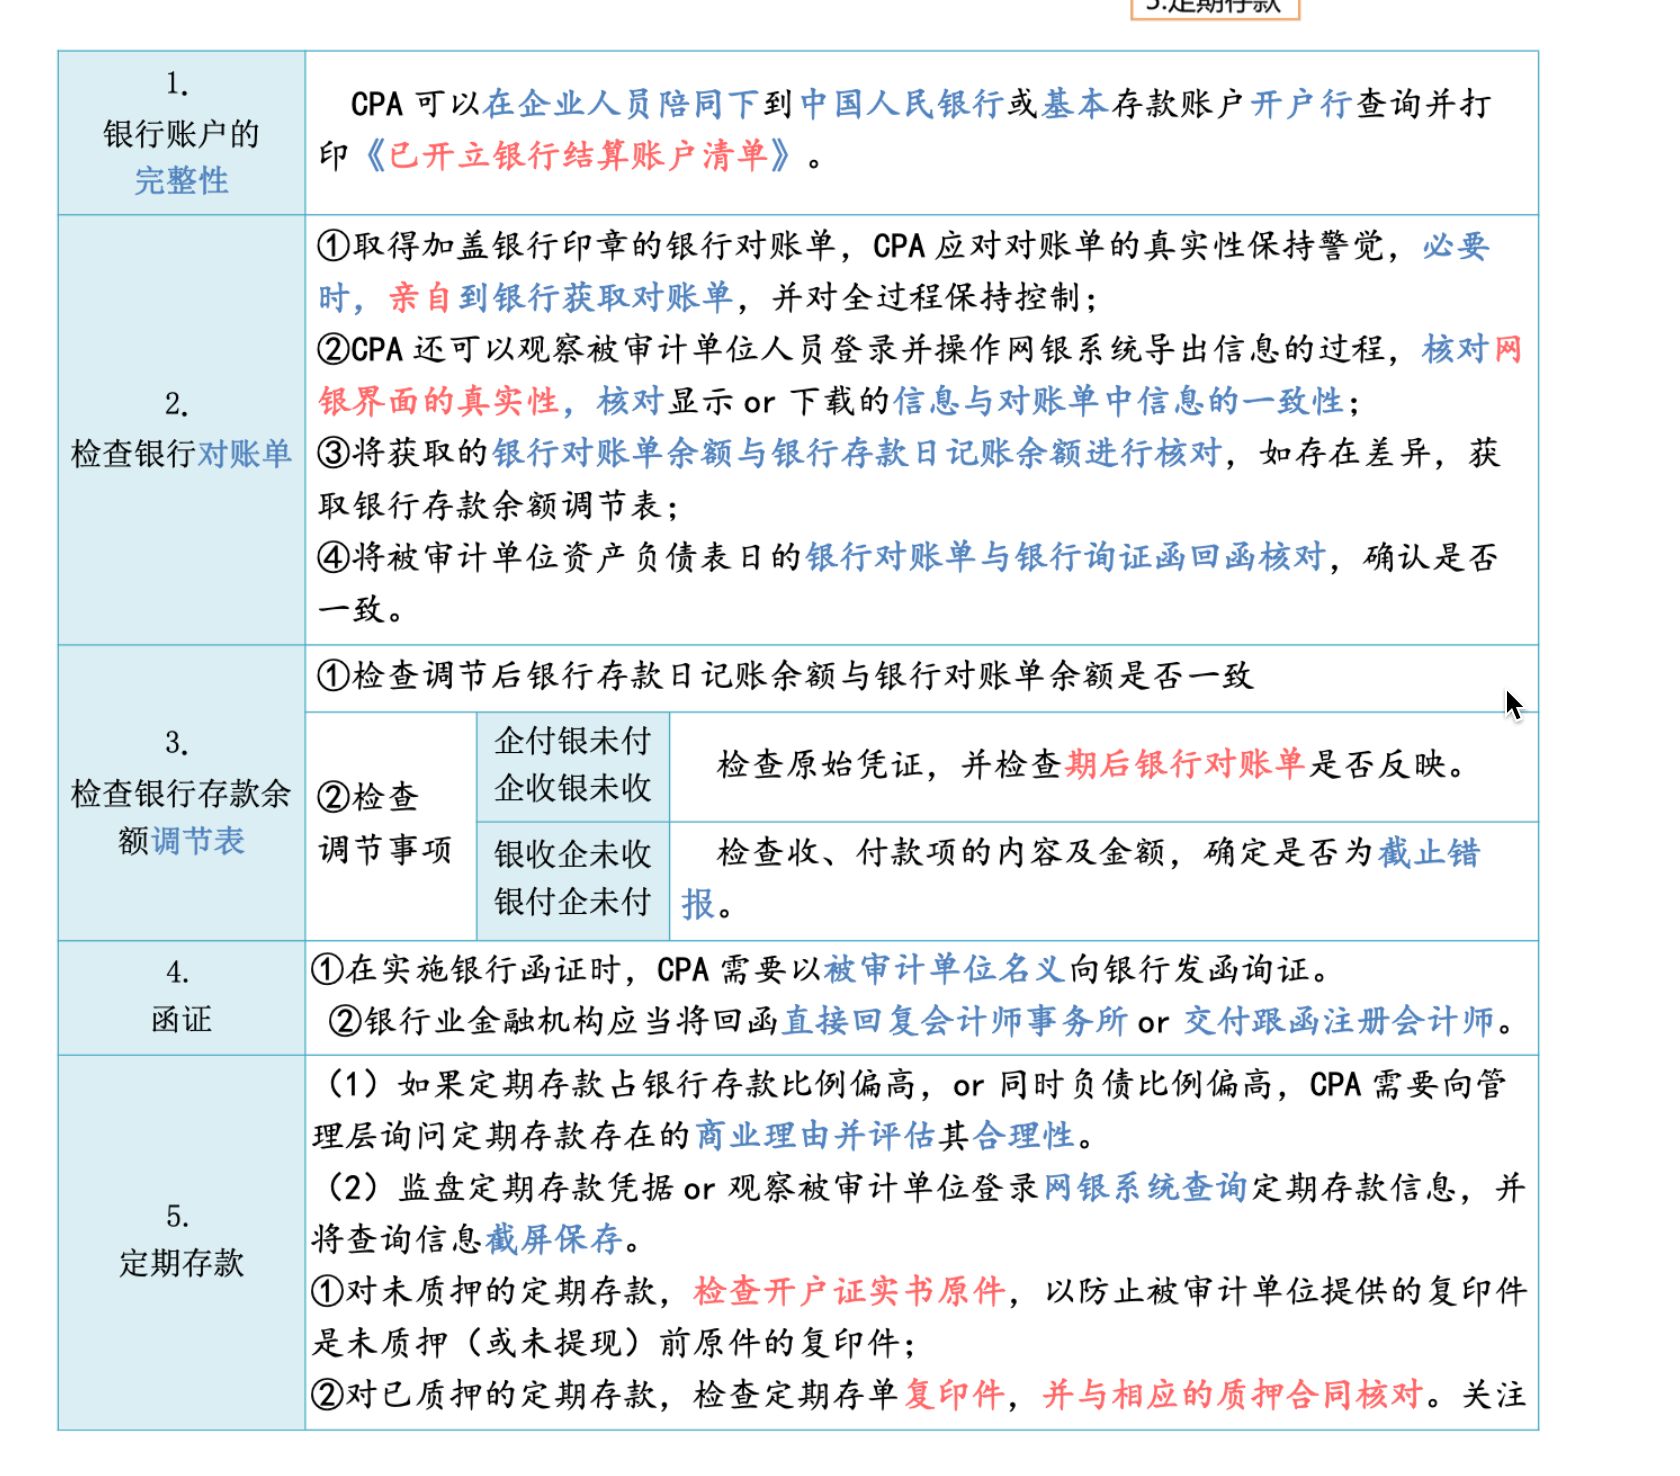 5.定期存款
1.
银行账户的
完整性
CPA 可以在企业人员陪同下到中国人民银行或基本存款账户开户行查询并打
印《已开立银行结算账户清单》。
2.
检查银行对账单
①取得加盖银行印章的银行对账单，CPA 应对对账单的真实性保持警觉，必要
时，亲自到银行获取对账单，并对全过程保持控制；
②CPA 还可以观察被审计单位人员登录并操作网银系统导出信息的过程，核对网
银界面的真实性，核对显示 or 下载的信息与对账单中信息的一致性；
③将获取的银行对账单余额与银行存款日记账余额进行核对，如存在差异，获
取银行存款余额调节表；
④将被审计单位资产负债表日的银行对账单与银行询证函回函核对，确认是否
一致。
3.
检查银行存款余
额调节表
①检查调节后银行存款日记账余额与银行对账单余额是否一致
②检查
调节事项
企付银未付
企收银未收
检查原始凭证，并检查期后银行对账单是否反映。
银收企未收
银付企未付
检查收、付款项的内容及金额，确定是否为截止错
报。
4.
函证
①在实施银行函证时，CPA 需要以被审计单位名义向银行发函询证。
②银行业金融机构应当将回函直接回复会计师事务所 or 交付跟函注册会计师。
5.
定期存款
（1）如果定期存款占银行存款比例偏高，or 同时负债比例偏高，CPA 需要向管
理层询问定期存款存在的商业理由并评估其合理性。
（2）监盘定期存款凭据 or 观察被审计单位登录网银系统查询定期存款信息，并
将查询信息截屏保存。
①对未质押的定期存款，检查开户证实书原件，以防止被审计单位提供的复印件
是未质押（或未提现）前原件的复印件；
②对已质押的定期存款，检查定期存单复印件，并与相应的质押合同核对。关注